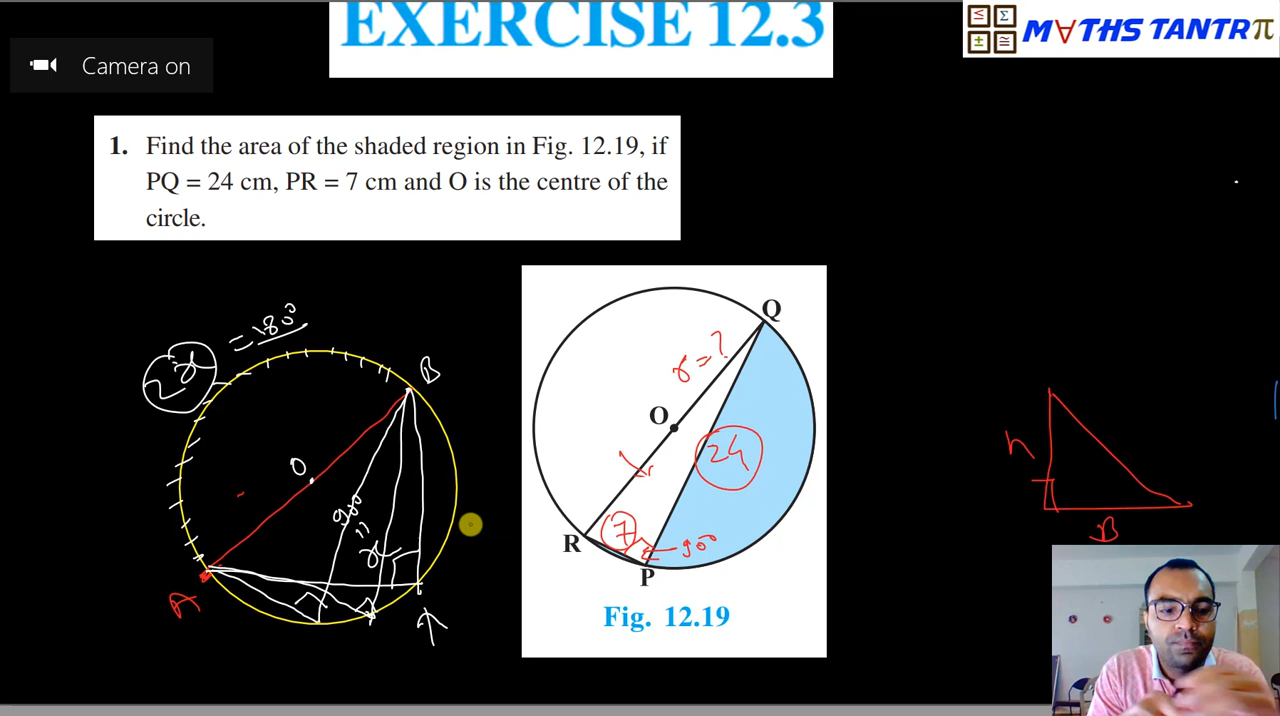 EXERCISE 12.3
M∀THS TANTRπ
≤ Σ
± ≅
Camera on
1. Find the area of the shaded region in Fig. 12.19, if
PQ = 24 cm, PR = 7 cm and O is the centre of the
circle.
2x = 180°
B
O
90°
=
x
A
Q
r = ?
O
24
r
7
90°
R
P
Fig. 12.19
h
B